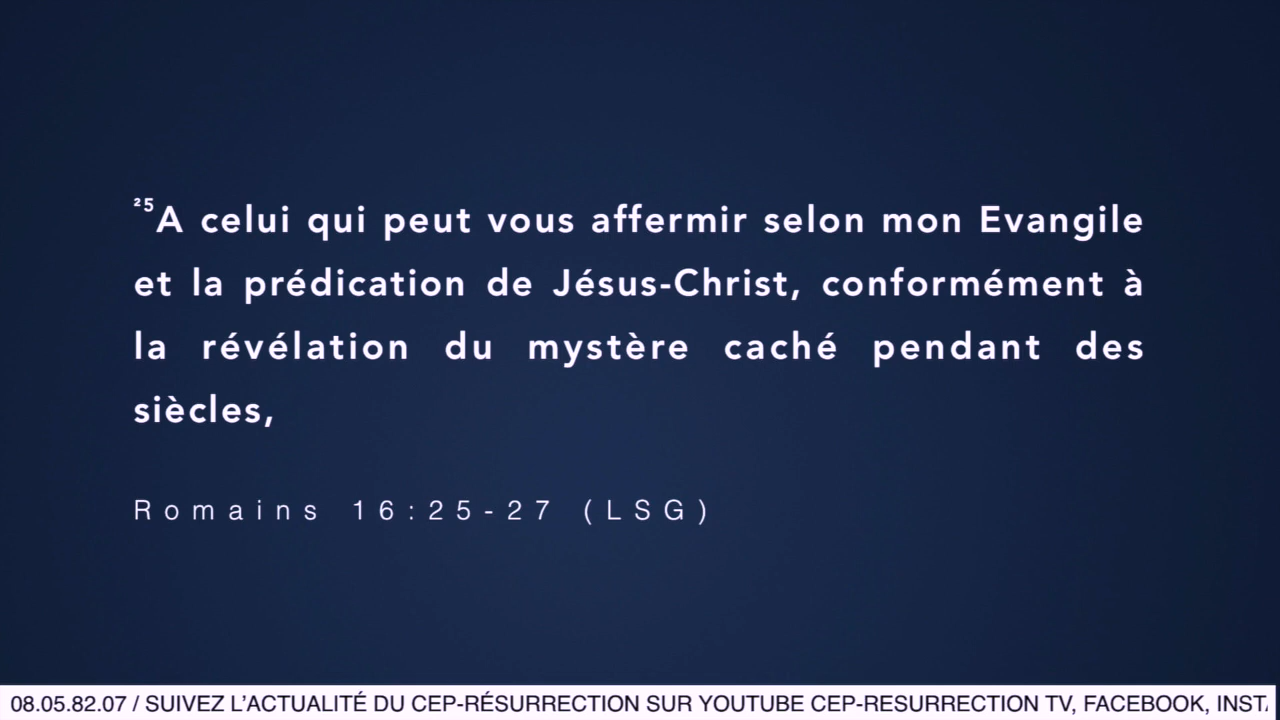 ²⁵A celui qui peut vous affermir selon mon Evangile
et la prédication de Jésus-Christ, conformément à
la révélation du mystère caché pendant des
siècles,
Romains 16:25-27 (LSG)
08.05.82.07 / SUIVEZ L'ACTUALITÉ DU CEP-RÉSURRECTION SUR YOUTUBE CEP-RESURRECTION TV, FACEBOOK,